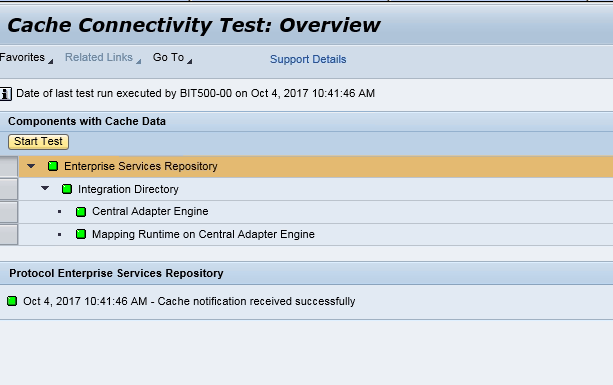 Cache Connectivity Test: Overview
Favorites Related Links Go To Support Details
Date of last test run executed by BIT500-00 on Oct 4, 2017 10:41:46 AM
Components with Cache Data
Start Test
Enterprise Services Repository
Integration Directory
Central Adapter Engine
Mapping Runtime on Central Adapter Engine
Protocol Enterprise Services Repository
Oct 4, 2017 10:41:46 AM - Cache notification received successfully